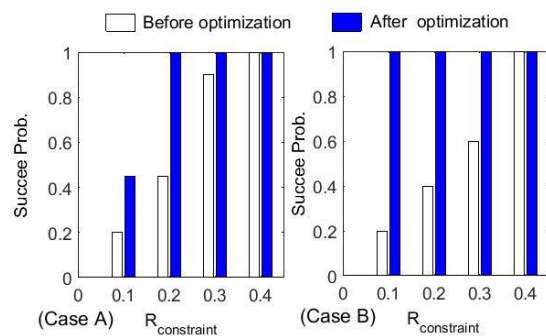 Before optimization
After optimization
1
0.8
0.6
0.4
0.2
0
Succee Prob.
0 0.1 0.2 0.3 0.4
(Case A) R constraint
1
0.8
0.6
0.4
0.2
0
Succee Prob.
0 0.1 0.2 0.3 0.4
(Case B) R constraint